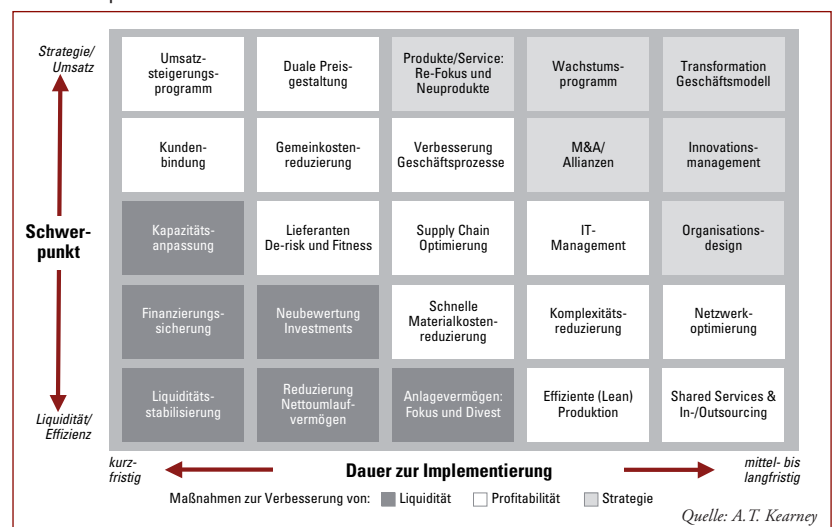 Strategie/
Umsatz
Umsatz-
steigerungs-
programm
Duale Preis-
gestaltung
Produkte/Service:
Re-Fokus und
Neuprodukte
Wachstums-
programm
Transformation
Geschäftsmodell
Kunden-
bindung
Gemeinkosten-
reduzierung
Verbesserung
Geschäftsprozesse
M&A/
Allianzen
Innovations-
management
Schwer-
punkt
Kapazitäts-
anpassung
Lieferanten
De-risk und Fitness
Supply Chain
Optimierung
IT-
Management
Organisations-
design
Finanzierungs-
sicherung
Neubewertung
Investments
Schnelle
Materialkosten-
reduzierung
Komplexitäts-
reduzierung
Netzwerk-
optimierung
Liquidität/
Effizienz
Liquiditäts-
stabilisierung
Reduzierung
Nettoumlauf-
vermögen
Anlagevermögen:
Fokus und Divest
Effiziente (Lean)
Produktion
Shared Services &
In-/Outsourcing
kurz-
fristig
Dauer zur Implementierung
mittel- bis
langfristig
Maßnahmen zur Verbesserung von: Liquidität Profitabilität Strategie
Quelle: A.T. Kearney